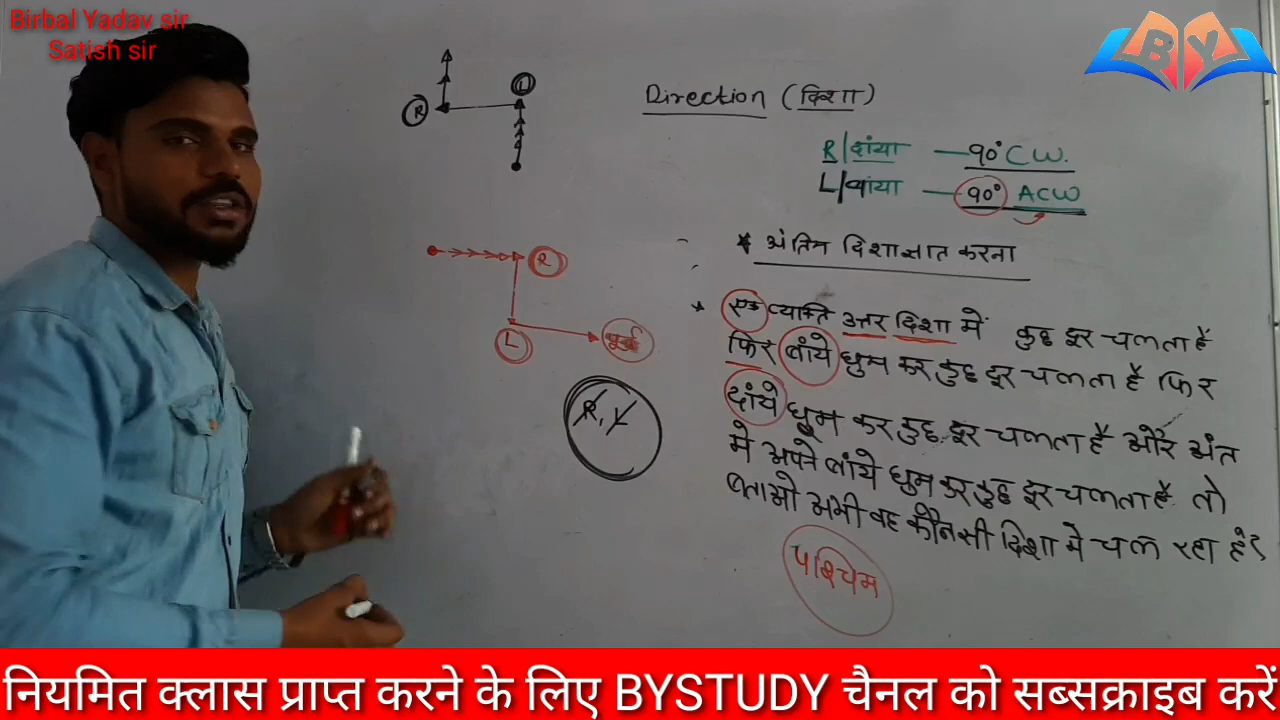 Birbal Yadav sir
Satish sir
BY
L
R
Direction (दिशा)
R/दांया — 90° CW.
L/बांया — 90° ACW
* अंतिम दिशा ज्ञात करना
R
L
R, L
* एक व्यक्ति उत्तर दिशा में कुछ दूर चलता है
फिर बांये घुम कर कुछ दूर चलता है फिर
दांये घुम कर कुछ दूर चलता है और अंत
मे अपने बांये घुम कर कुछ दूर चलता है तो
बताओ अभी वह कौनसी दिशा मे चल रहा है?
पश्चिम
नियमित क्लास प्राप्त करने के लिए BYSTUDY चैनल को सब्सक्राइब करें